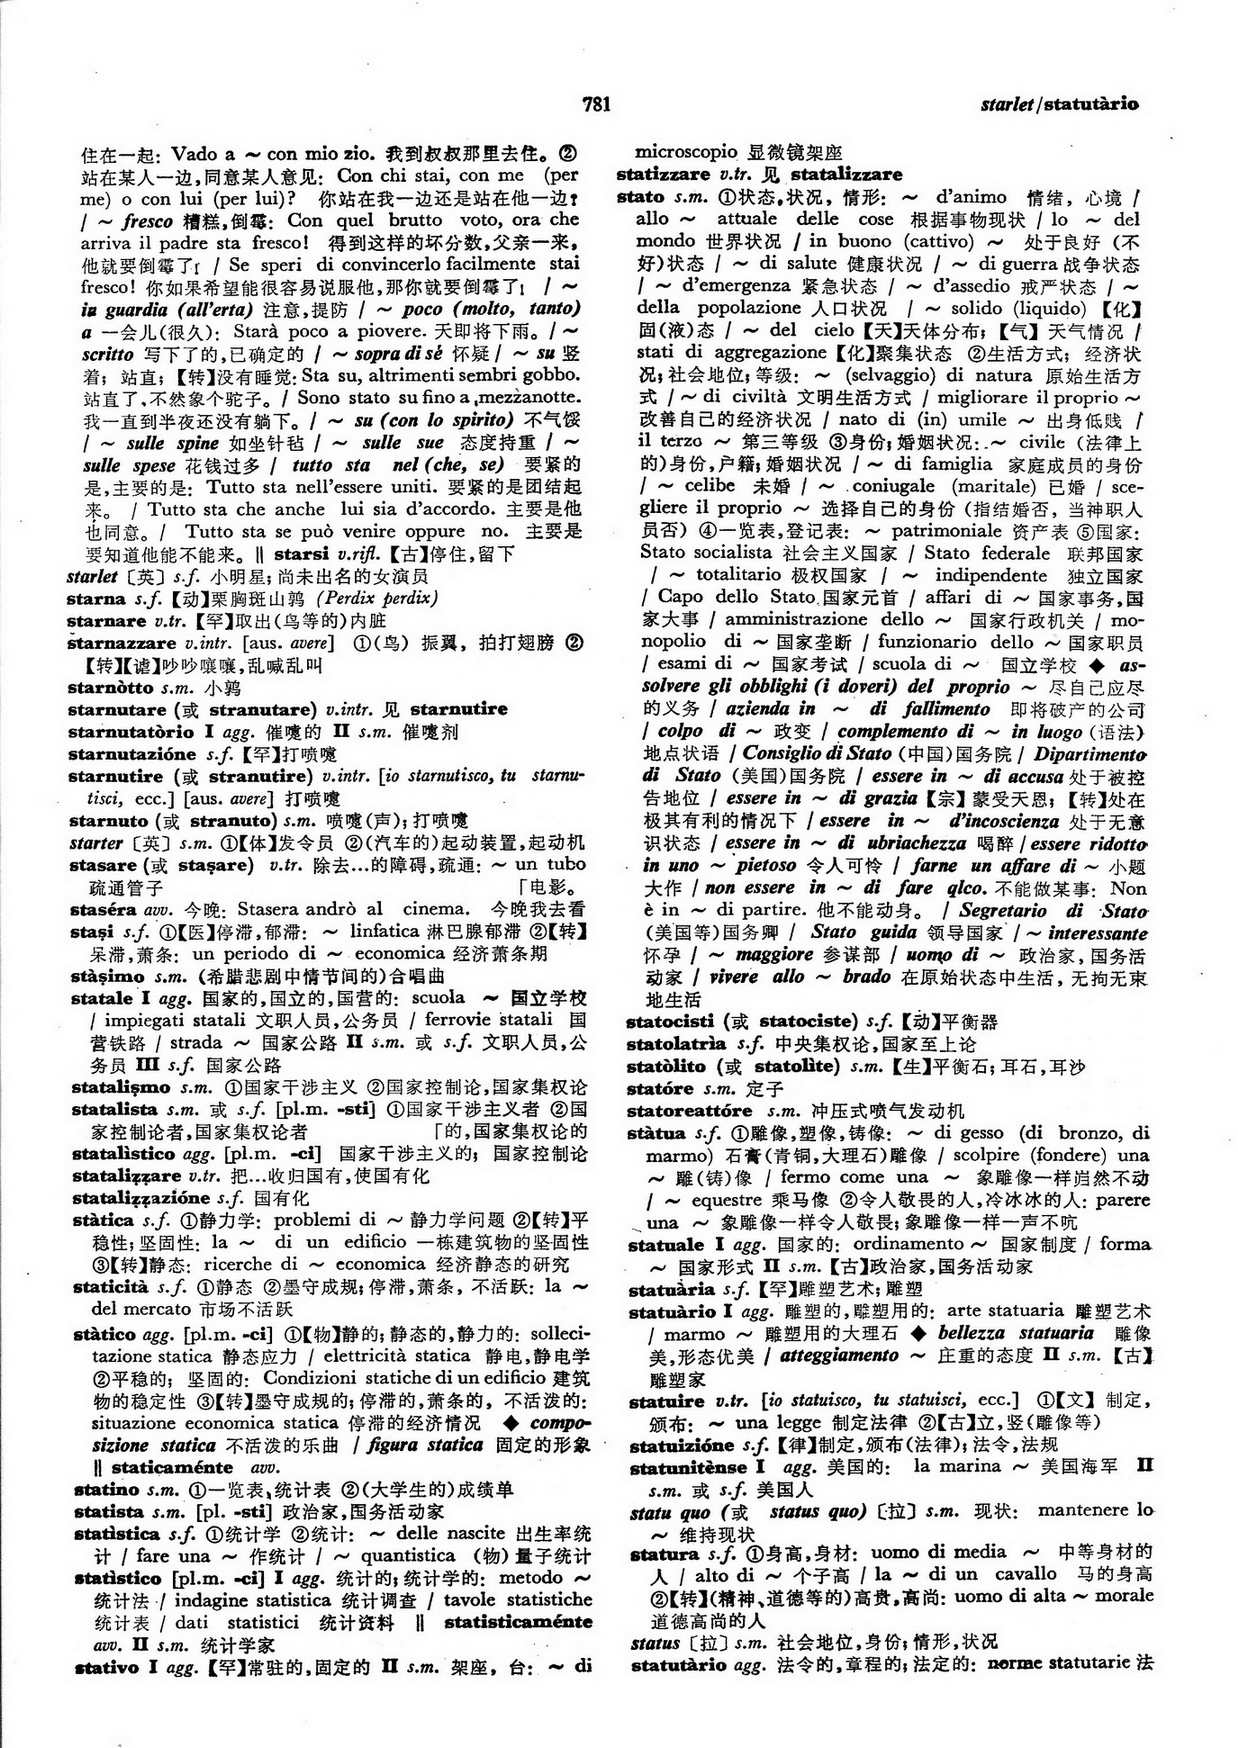 781
starlet/statutàrio
住在一起: Vado a ～ con mio zio. 我到叔叔那里去住。②
站在某人一边,同意某人意见: Con chi stai, con me (per
me) o con lui (per lui)? 你站在我一边还是站在他一边?
/ ～ fresco 糟糕,倒霉: Con quel brutto voto, ora che
arriva il padre sta fresco! 得到这样的坏分数,父亲一来,
他就要倒霉了! / Se speri di convincerlo facilmente stai
fresco! 你如果希望能很容易说服他,那你就要倒霉了! / ～
in guardia (all'erta) 注意,提防 / ～ poco (molto, tanto)
a 一会儿(很久): Starà poco a piovere. 天即将下雨。/ ～
scritto 写下了的,已确定的 / ～ sopra di sé 怀疑 / ～ su 竖
着; 站直;【转】没有睡觉: Sta su, altrimenti sembri gobbo.
站直了,不然象个驼子。/ Sono stato su fino a mezzanotte.
我一直到半夜还没有躺下。/ ～ su (con lo spirito) 不气馁
/ ～ sulle spine 如坐针毡 / ～ sulle sue 态度持重 / ～
sulle spese 花钱过多 / tutto sta nel (che, se) 要紧的
是,主要的是: Tutto sta nell'essere uniti. 要紧的是团结起
来。 / Tutto sta che anche lui sia d'accordo. 主要是他
也同意。/ Tutto sta se può venire oppure no. 主要是
要知道他能不能来。‖ starsi v.rifl.【古】停住,留下
starlet〔英〕s.f. 小明星; 尚未出名的女演员
starna s.f.【动】栗胸斑山鹑 (Perdix perdix)
starnare v.tr.【罕】取出(鸟等的)内脏
starnazzare v.intr. [aus. avere] ①(鸟) 振翼, 拍打翅膀 ②
【转】【谑】吵吵嚷嚷,乱喊乱叫
starnòtto s.m. 小鹑
starnutare (或 stranutare) v.intr. 见 starnutire
starnutatòrio I agg. 催嚏的 II s.m. 催嚏剂
starnutazióne s.f.【罕】打喷嚏
starnutire (或 stranutire) v.intr. [io starnutisco, tu starnu-
tisci, ecc.] [aus. avere] 打喷嚏
starnuto (或 stranuto) s.m. 喷嚏(声); 打喷嚏
starter〔英〕s.m. ①【体】发令员 ②(汽车的)起动装置,起动机
stasare (或 stașare) v.tr. 除去…的障碍,疏通: ～ un tubo
疏通管子 「电影。
staséra avv. 今晚: Stasera andrò al cinema. 今晚我去看
stași s.f. ①【医】停滞,郁滞: ～ linfatica 淋巴腺郁滞 ②【转】
呆滞,萧条: un periodo di ～ economica 经济萧条期
stàșimo s.m. (希腊悲剧中情节间的)合唱曲
statale I agg. 国家的,国立的,国营的: scuola ～ 国立学校
/ impiegati statali 文职人员,公务员 / ferrovie statali 国
营铁路 / strada ～ 国家公路 II s.m. 或 s.f. 文职人员,公
务员 III s.f. 国家公路
statalișmo s.m. ①国家干涉主义 ②国家控制论,国家集权论
statalista s.m. 或 s.f. [pl.m. -sti] ①国家干涉主义者 ②国
家控制论者,国家集权论者 「的,国家集权论的
statalìstico agg. [pl.m. -ci] 国家干涉主义的; 国家控制论
stataliz̧z̧are v.tr. 把…收归国有,使国有化
stataliz̧z̧azióne s.f. 国有化
stàtica s.f. ①静力学: problemi di ～ 静力学问题 ②【转】平
稳性; 坚固性: la ～ di un edificio 一栋建筑物的坚固性
③【转】静态: ricerche di ～ economica 经济静态的研究
staticità s.f. ①静态 ②墨守成规; 停滞,萧条, 不活跃: la ～
del mercato 市场不活跃
stàtico agg. [pl.m. -ci] ①【物】静的; 静态的,静力的: solleci-
tazione statica 静态应力 / elettricità statica 静电,静电学
②平稳的; 坚固的: Condizioni statiche di un edificio 建筑
物的稳定性 ③【转】墨守成规的; 停滞的,萧条的, 不活泼的:
situazione economica statica 停滞的经济情况 ◆ compo-
sizione statica 不活泼的乐曲 / figura statica 固定的形象
‖ staticaménte avv.
statino s.m. ①一览表,统计表 ②(大学生的)成绩单
statista s.m. [pl. -sti] 政治家,国务活动家
statìstica s.f. ①统计学 ②统计: ～ delle nascite 出生率统
计 / fare una ～ 作统计 / ～ quantistica (物)量子统计
statìstico [pl.m. -ci] I agg. 统计的; 统计学的: metodo ～
统计法 / indagine statistica 统计调查 / tavole statistiche
统计表 / dati statistici 统计资料 ‖ statisticaménte
avv. II s.m. 统计学家
stativo I agg.【罕】常驻的,固定的 II s.m. 架座, 台: ～ di
microscopio 显微镜架座
statizzare v.tr. 见 statalizzare
stato s.m. ①状态,状况, 情形: ～ d'animo 情绪, 心境 /
allo ～ attuale delle cose 根据事物现状 / lo ～ del
mondo 世界状况 / in buono (cattivo) ～ 处于良好 (不
好)状态 / ～ di salute 健康状况 / ～ di guerra 战争状态
/ ～ d'emergenza 紧急状态 / ～ d'assedio 戒严状态 / ～
della popolazione 人口状况 / ～ solido (liquido)【化】
固(液)态 / ～ del cielo【天】天体分布;【气】天气情况 /
stati di aggregazione【化】聚集状态 ②生活方式; 经济状
况; 社会地位; 等级: ～ (selvaggio) di natura 原始生活方
式 / ～ di civiltà 文明生活方式 / migliorare il proprio ～
改善自己的经济状况 / nato di (in) umile ～ 出身低贱 /
il terzo ～ 第三等级 ③身份; 婚姻状况: ～ civile (法律上
的)身份,户籍; 婚姻状况 / ～ di famiglia 家庭成员的身份
/ ～ celibe 未婚 / ～ coniugale (maritale) 已婚 / sce-
gliere il proprio ～ 选择自己的身份 (指结婚否, 当神职人
员否) ④一览表,登记表: ～ patrimoniale 资产表 ⑤国家:
Stato socialista 社会主义国家 / Stato federale 联邦国家
/ ～ totalitario 极权国家 / ～ indipendente 独立国家
/ Capo dello Stato 国家元首 / affari di ～ 国家事务,国
家大事 / amministrazione dello ～ 国家行政机关 / mo-
nopolio di ～ 国家垄断 / funzionario dello ～ 国家职员
/ esami di ～ 国家考试 / scuola di ～ 国立学校 ◆ as-
solvere gli obblighi (i doveri) del proprio ～ 尽自己应尽
的义务 / azienda in ～ di fallimento 即将破产的公司
/ colpo di ～ 政变 / complemento di ～ in luogo (语法)
地点状语 / Consiglio di Stato (中国)国务院 / Dipartimento
di Stato (美国)国务院 / essere in ～ di accusa 处于被控
告地位 / essere in ～ di grazia【宗】蒙受天恩;【转】处在
极其有利的情况下 / essere in ～ d'incoscienza 处于无意
识状态 / essere in ～ di ubriachezza 喝醉 / essere ridotto
in uno ～ pietoso 令人可怜 / farne un affare di ～ 小题
大作 / non essere in ～ di fare qlco. 不能做某事: Non
è in ～ di partire. 他不能动身。 / Segretario di Stato
(美国等)国务卿 / Stato guida 领导国家 / ～ interessante
怀孕 / ～ maggiore 参谋部 / uomo di ～ 政治家, 国务活
动家 / vivere allo ～ brado 在原始状态中生活, 无拘无束
地生活
statocisti (或 statociste) s.f.【动】平衡器
statolatrìa s.f. 中央集权论,国家至上论
statòlito (或 statolìte) s.m.【生】平衡石; 耳石,耳沙
statóre s.m. 定子
statoreattóre s.m. 冲压式喷气发动机
stàtua s.f. ①雕像,塑像,铸像: ～ di gesso (di bronzo, di
marmo) 石膏(青铜,大理石)雕像 / scolpire (fondere) una
～ 雕(铸)像 / fermo come una ～ 象雕像一样岿然不动
/ ～ equestre 乘马像 ②令人敬畏的人,冷冰冰的人: parere
una ～ 象雕像一样令人敬畏; 象雕像一样一声不吭
statuale I agg. 国家的: ordinamento ～ 国家制度 / forma
～ 国家形式 II s.m.【古】政治家,国务活动家
statuària s.f.【罕】雕塑艺术; 雕塑
statuàrio I agg. 雕塑的,雕塑用的: arte statuaria 雕塑艺术
/ marmo ～ 雕塑用的大理石 ◆ bellezza statuaria 雕像
美,形态优美 / atteggiamento ～ 庄重的态度 II s.m.【古】
雕塑家
statuire v.tr. [io statuisco, tu statuisci, ecc.] ①【文】制定,
颁布: ～ una legge 制定法律 ②【古】立,竖(雕像等)
statuizióne s.f.【律】制定,颁布(法律); 法令,法规
statunitènse I agg. 美国的: la marina ～ 美国海军 II
s.m. 或 s.f. 美国人
statu quo (或 status quo)〔拉〕s.m. 现状: mantenere lo
～ 维持现状
statura s.f. ①身高,身材: uomo di media ～ 中等身材的
人 / alto di ～ 个子高 / la ～ di un cavallo 马的身高
②【转】(精神、道德等的)高贵,高尚: uomo di alta ～ morale
道德高尚的人
status〔拉〕s.m. 社会地位,身份; 情形,状况
statutàrio agg. 法令的,章程的; 法定的: norme statutarie 法